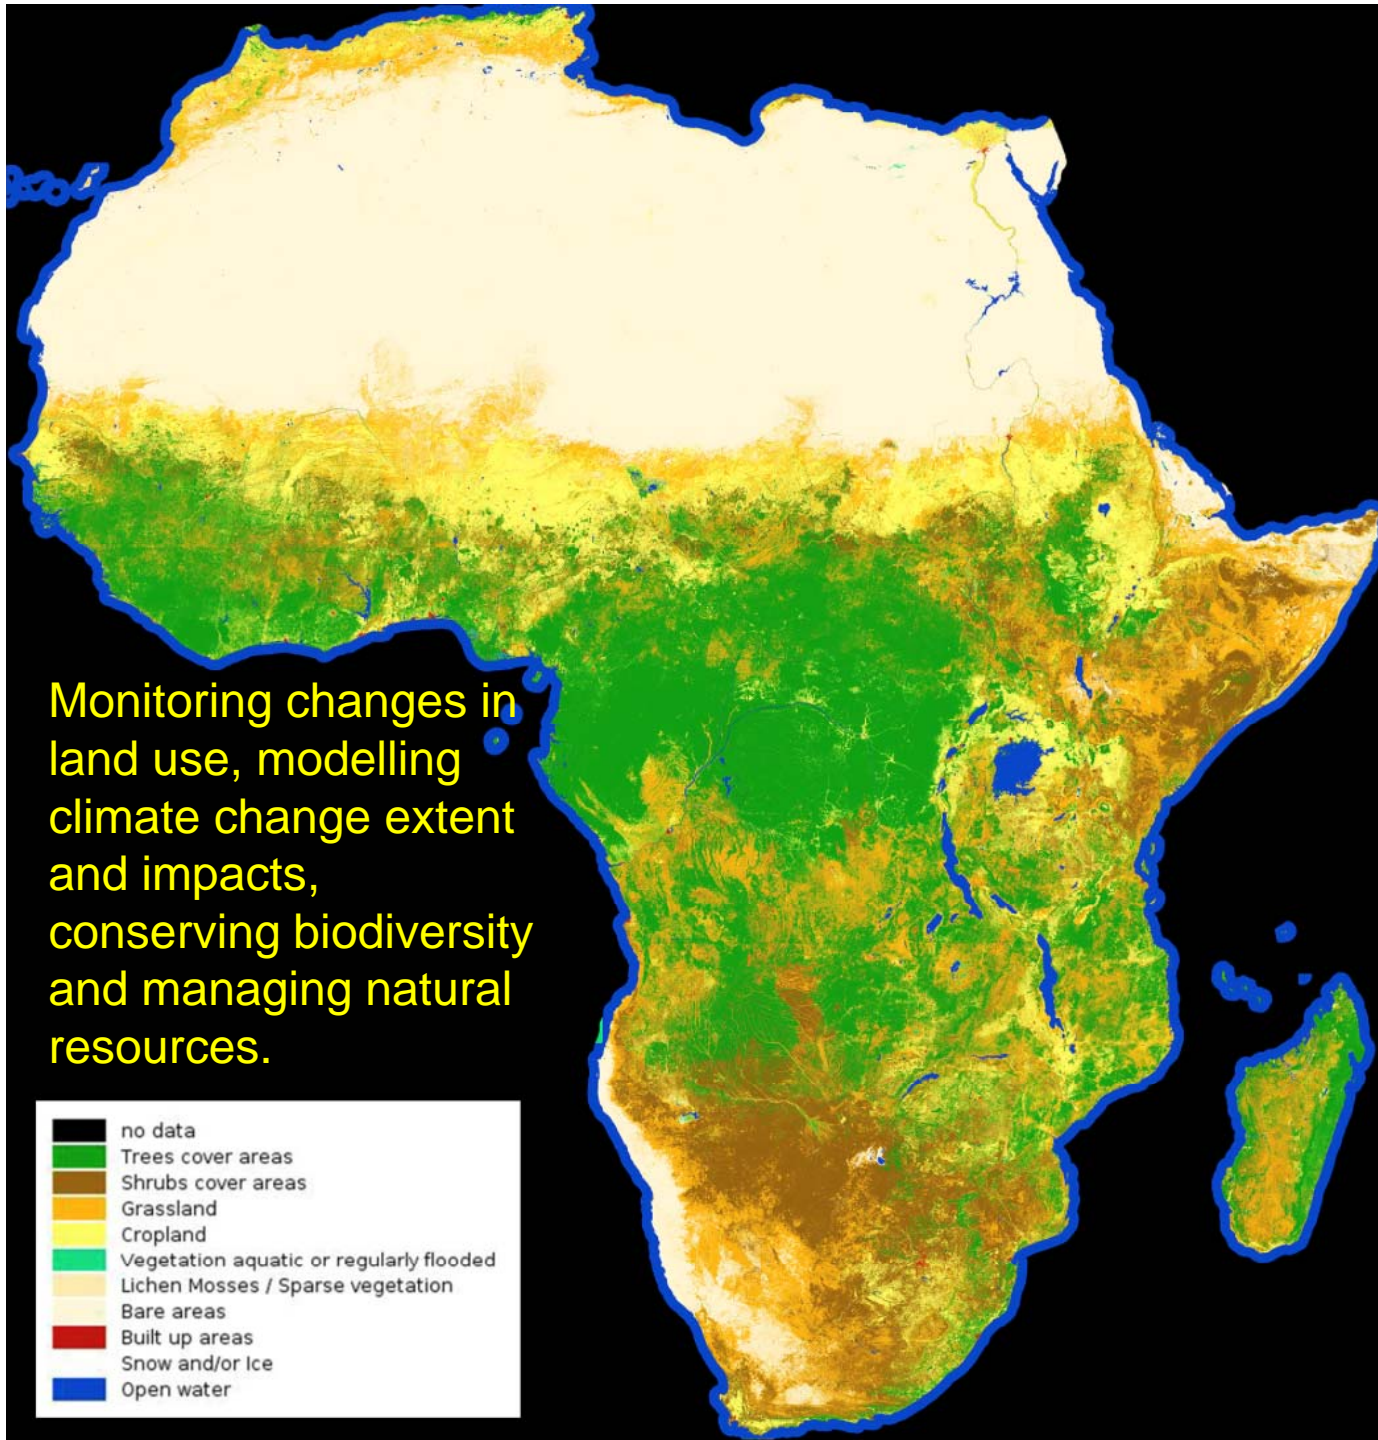 Monitoring changes in
land use, modelling
climate change extent
and impacts,
conserving biodiversity
and managing natural
resources.
no data
Trees cover areas
Shrubs cover areas
Grassland
Cropland
Vegetation aquatic or regularly flooded
Lichen Mosses / Sparse vegetation
Bare areas
Built up areas
Snow and/or Ice
Open water